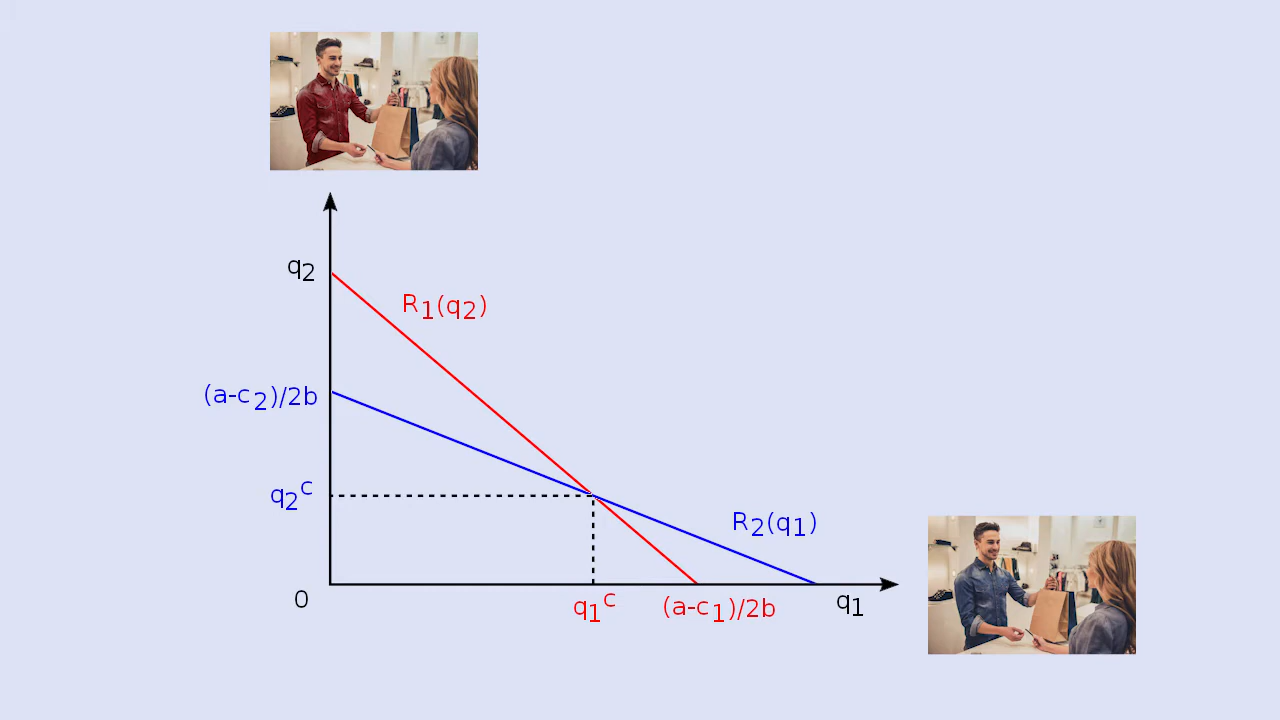 q2
R1(q2)
(a-c2)/2b
q2c
R2(q1)
0
q1c
(a-c1)/2b
q1